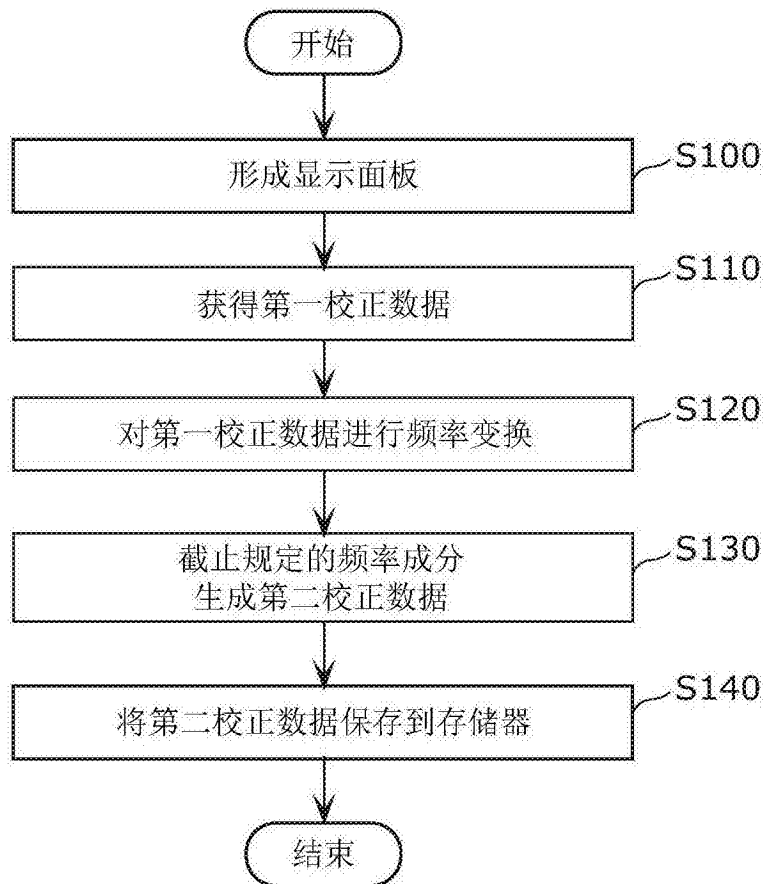 开始
形成显示面板
S100
获得第一校正数据
S110
对第一校正数据进行频率变换
S120
截止规定的频率成分
生成第二校正数据
S130
将第二校正数据保存到存储器
S140
结束